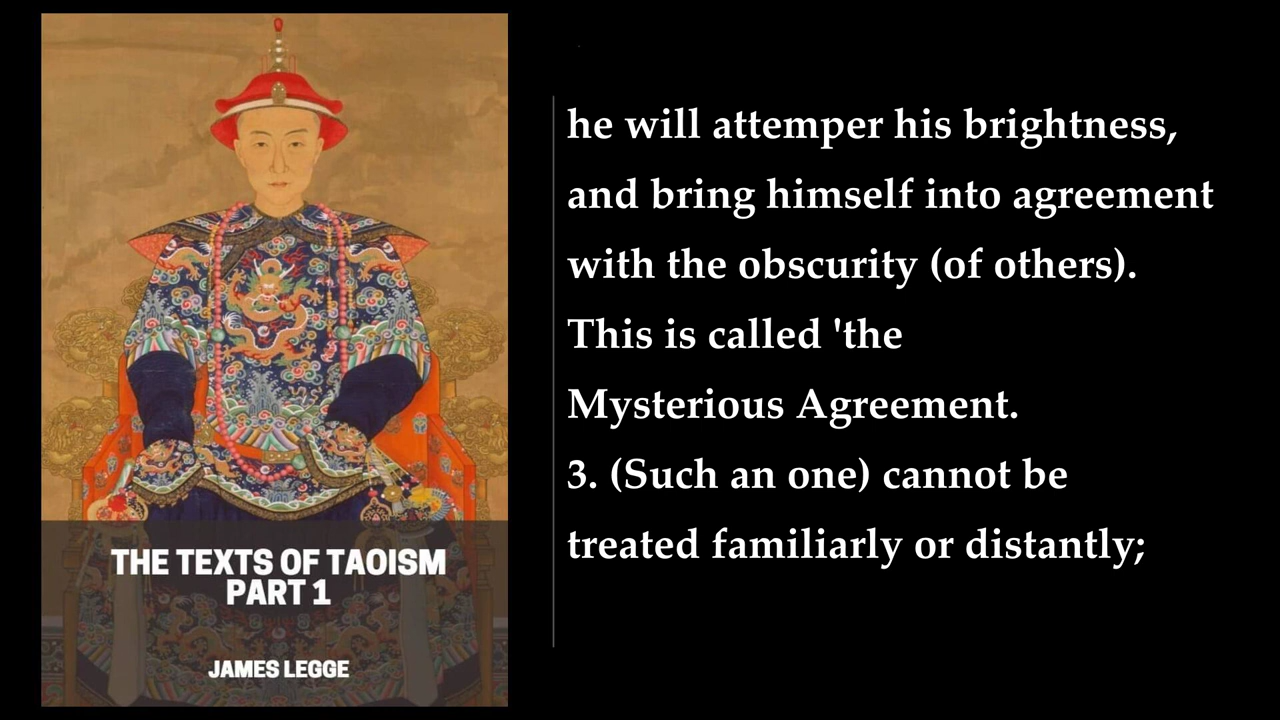 THE TEXTS OF TAOISM
PART 1
JAMES LEGGE
he will attemper his brightness,
and bring himself into agreement
with the obscurity (of others).
This is called 'the
Mysterious Agreement.
3. (Such an one) cannot be
treated familiarly or distantly;